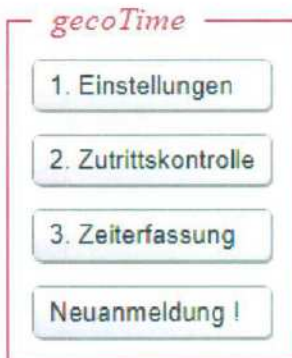 gecoTime
1. Einstellungen
2. Zutrittskontrolle
3. Zeiterfassung
Neuanmeldung !